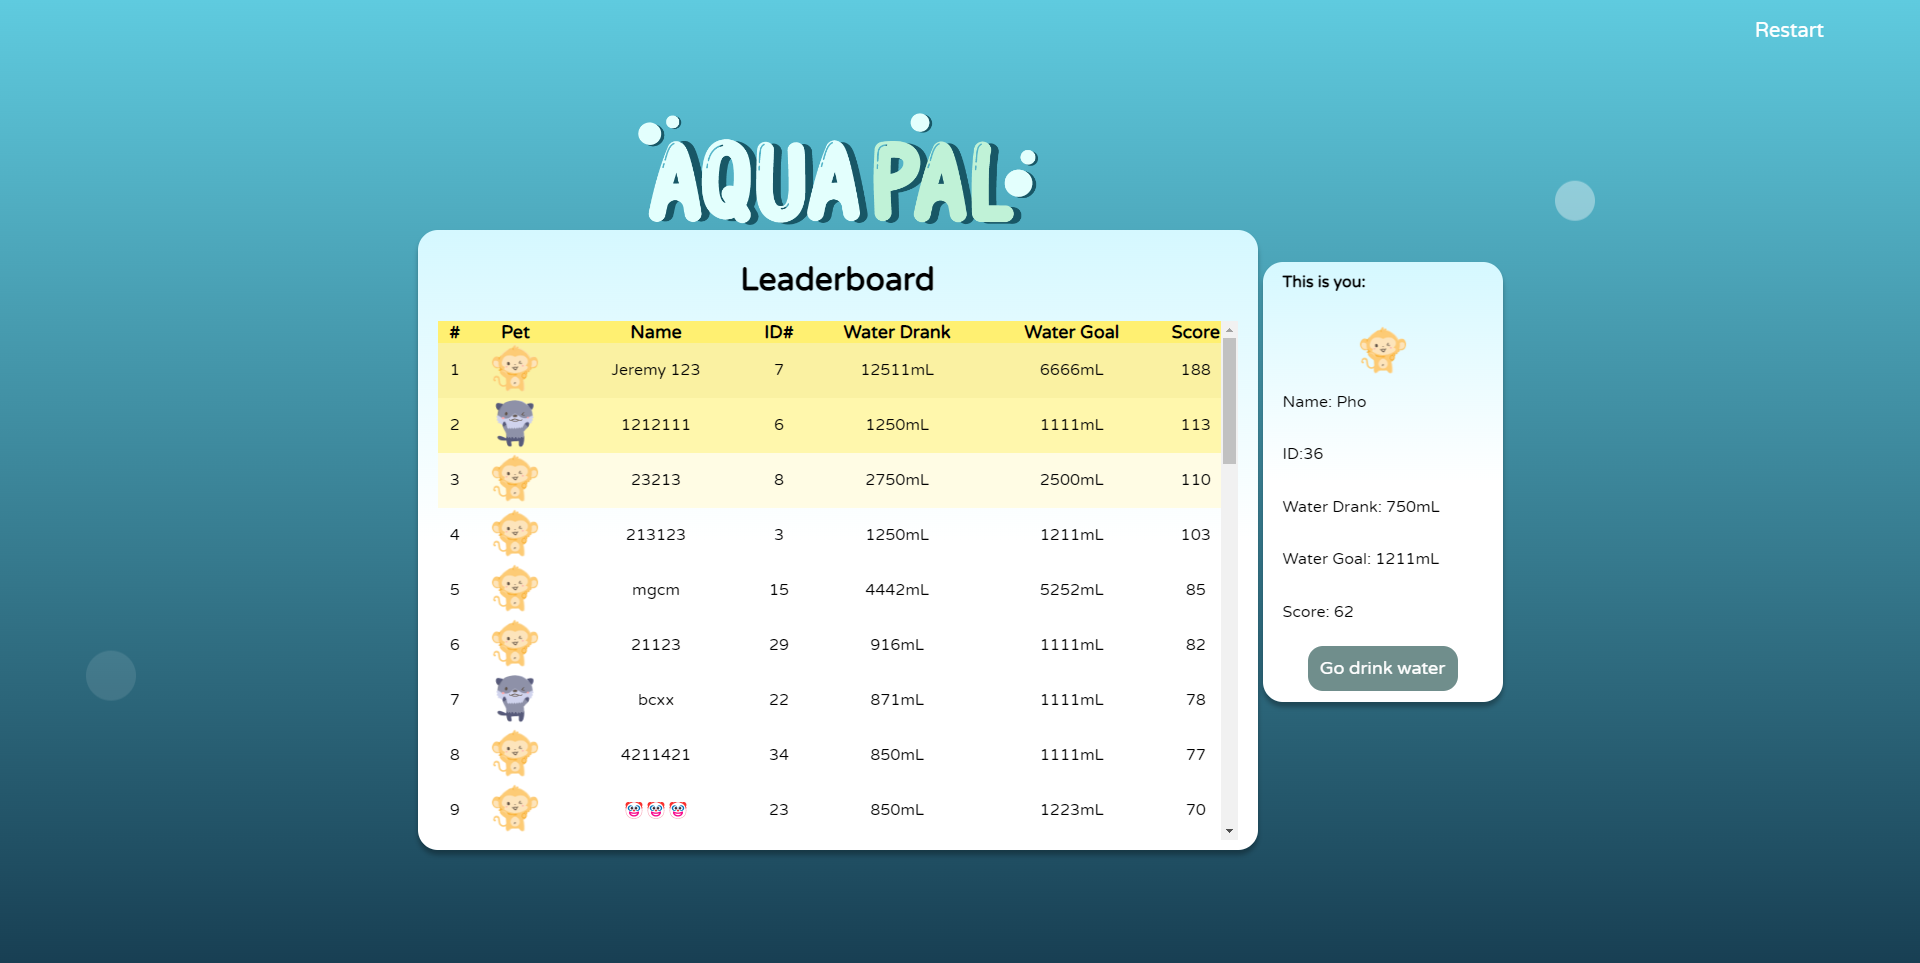 Restart
AQUA PAL
Leaderboard
# Pet Name ID# Water Drank Water Goal Score
1 Jeremy 123 7 12511mL 6666mL 188
2 1212111 6 1250mL 1111mL 113
3 23213 8 2750mL 2500mL 110
4 213123 3 1250mL 1211mL 103
5 mgcm 15 4442mL 5252mL 85
6 21123 29 916mL 1111mL 82
7 bcxx 22 871mL 1111mL 78
8 4211421 34 850mL 1111mL 77
9 🤡🤡🤡 23 850mL 1223mL 70
This is you:
Name: Pho
ID:36
Water Drank: 750mL
Water Goal: 1211mL
Score: 62
Go drink water